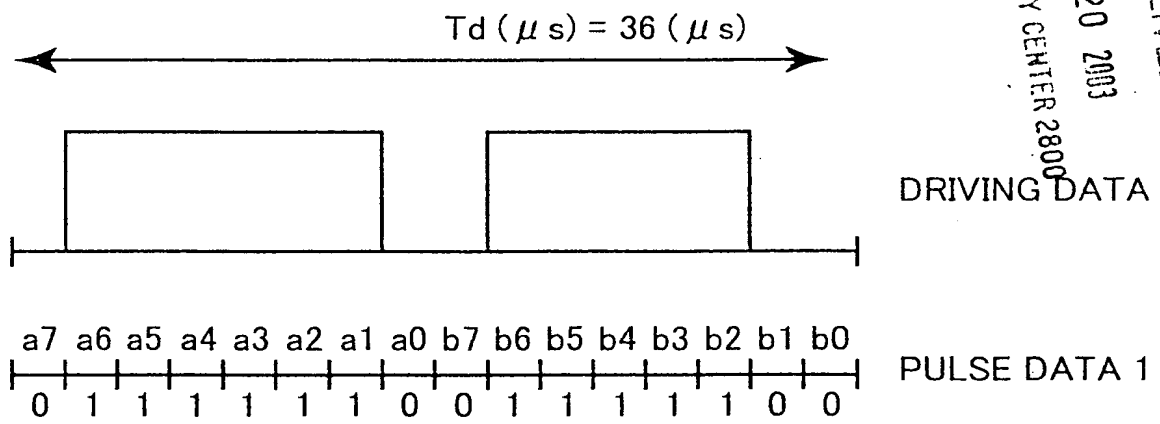 Td ( μ s) = 36 ( μ s)
20 2003
Y CENTER 2800
DRIVING DATA
a7 a6 a5 a4 a3 a2 a1 a0 b7 b6 b5 b4 b3 b2 b1 b0
PULSE DATA 1
0 1 1 1 1 1 1 0 0 1 1 1 1 1 0 0